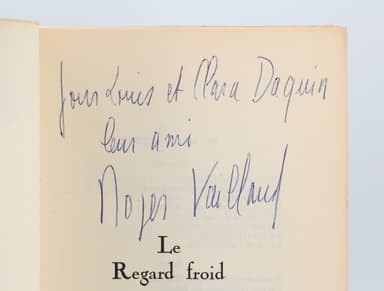 Pour Louis et Clara Daquin
leur ami
Roger Vailland
Le
Regard froid